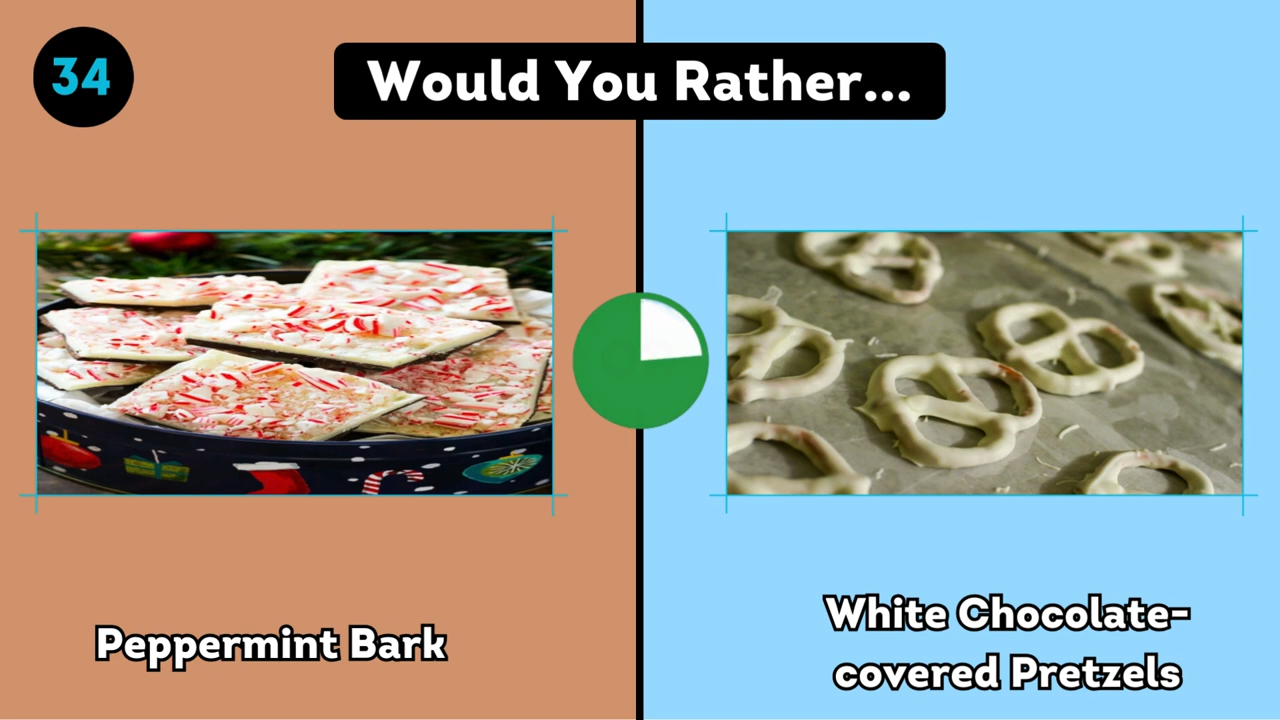 34
Would You Rather...
Peppermint Bark
White Chocolate-
covered Pretzels